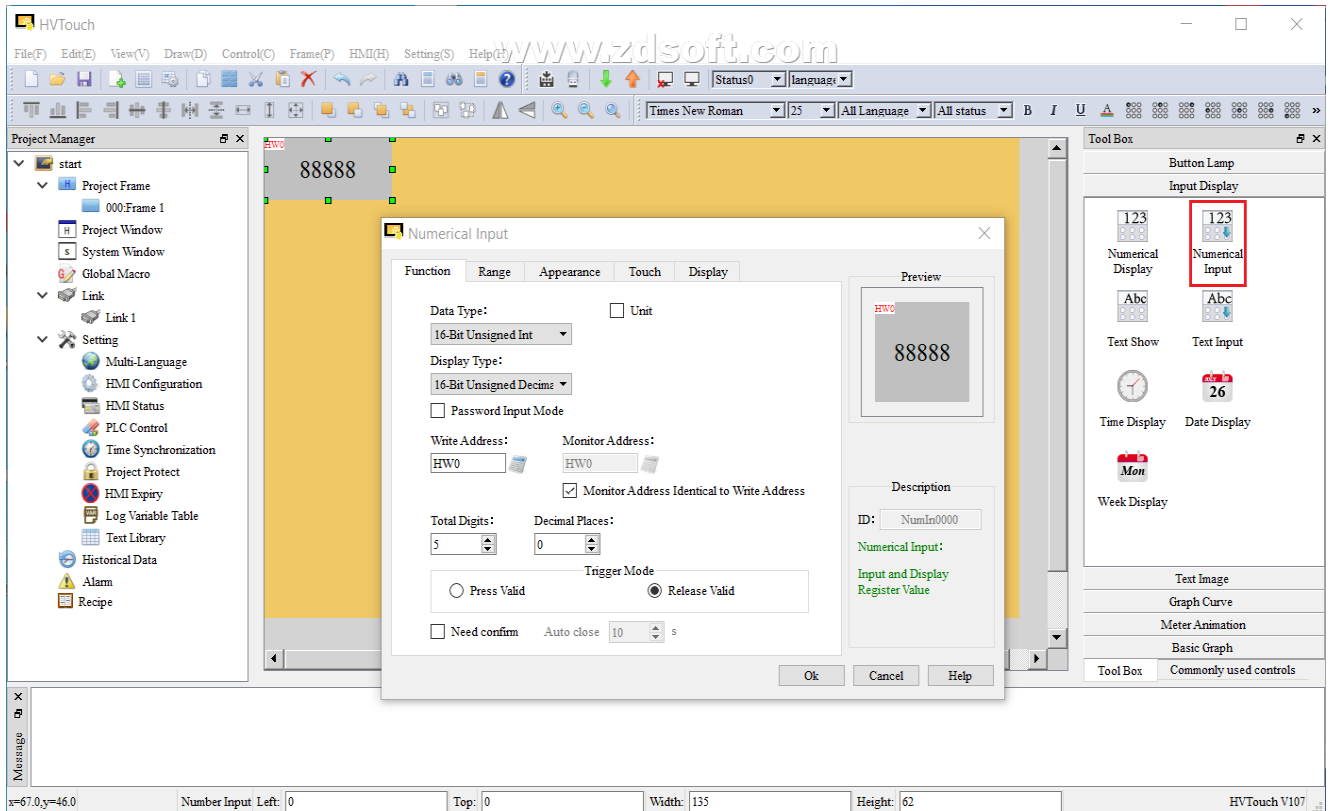 HVTouch
www.zdsoft.com
File(F) Edit(E) View(V) Draw(D) Control(C) Frame(P) HMI(H) Setting(S) Help(H)
Status0 language
Times New Roman 25 All Language All status B I U A »
Project Manager
start
Project Frame
000:Frame 1
Project Window
System Window
Global Macro
Link
Link 1
Setting
Multi-Language
HMI Configuration
HMI Status
PLC Control
Time Synchronization
Project Protect
HMI Expiry
Log Variable Table
Text Library
Historical Data
Alarm
Recipe
HW0
88888
Numerical Input
Function Range Appearance Touch Display
Data Type: Unit
16-Bit Unsigned Int
Display Type:
16-Bit Unsigned Decima
Password Input Mode
Write Address: Monitor Address:
HW0 HW0
Monitor Address Identical to Write Address
Total Digits: Decimal Places:
5 0
Trigger Mode
Press Valid Release Valid
Need confirm Auto close 10 s
Preview
HW0
88888
Description
ID: NumIn0000
Numerical Input:
Input and Display
Register Value
Ok Cancel Help
Tool Box
Button Lamp
Input Display
123 123
Numerical Numerical
Display Input
Abc Abc
Text Show Text Input
JULY 26
Time Display Date Display
Mon
Week Display
Text Image
Graph Curve
Meter Animation
Basic Graph
Tool Box Commonly used controls
Message
x=67.0,y=46.0 Number Input Left: 0 Top: 0 Width: 135 Height: 62 HVTouch V107